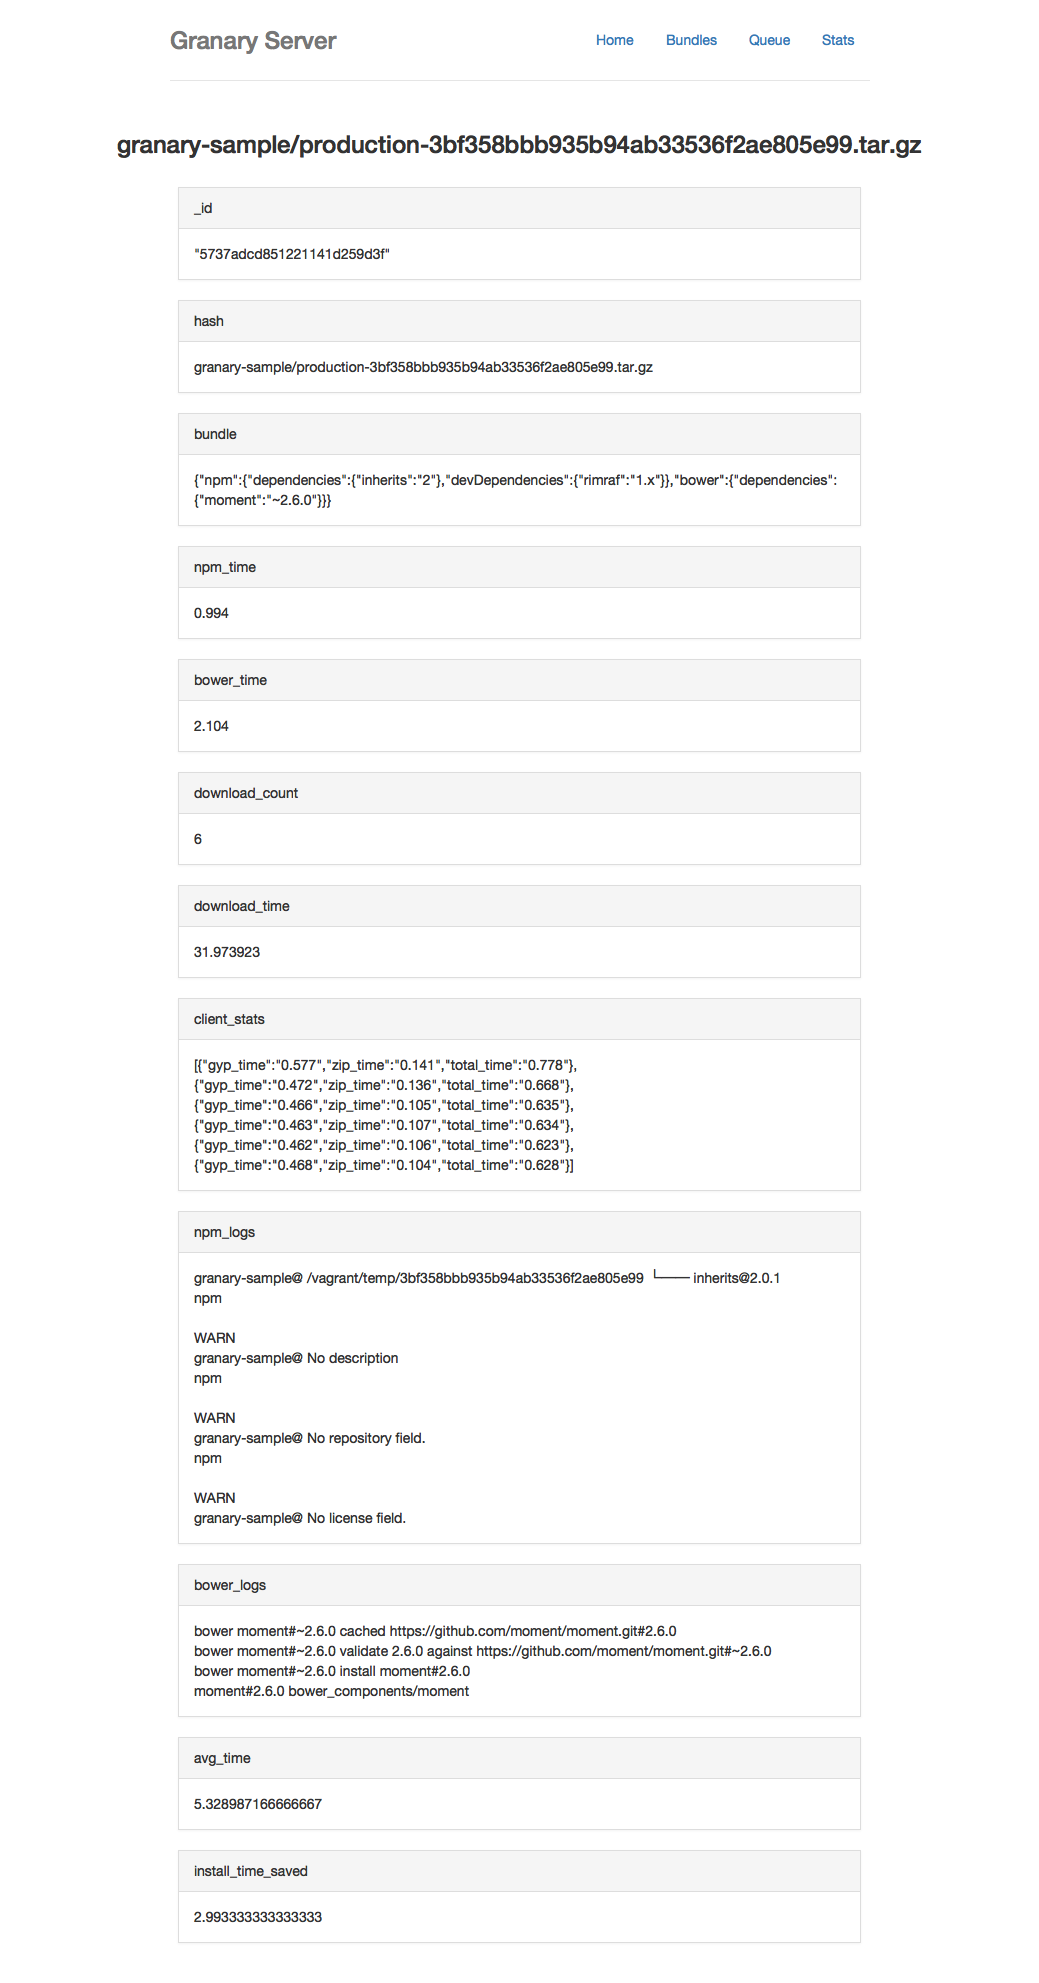 Granary Server
Home Bundles Queue Stats
granary-sample/production-3bf358bbb935b94ab33536f2ae805e99.tar.gz
_id
"5737adcd851221141d259d3f"
hash
granary-sample/production-3bf358bbb935b94ab33536f2ae805e99.tar.gz
bundle
{"npm":{"dependencies":{"inherits":"2"},"devDependencies":{"rimraf":"1.x"}},"bower":{"dependencies":
{"moment":"~2.6.0"}}}
npm_time
0.994
bower_time
2.104
download_count
6
download_time
31.973923
client_stats
[{"gyp_time":"0.577","zip_time":"0.141","total_time":"0.778"},
{"gyp_time":"0.472","zip_time":"0.136","total_time":"0.668"},
{"gyp_time":"0.466","zip_time":"0.105","total_time":"0.635"},
{"gyp_time":"0.463","zip_time":"0.107","total_time":"0.634"},
{"gyp_time":"0.462","zip_time":"0.106","total_time":"0.623"},
{"gyp_time":"0.468","zip_time":"0.104","total_time":"0.628"}]
npm_logs
granary-sample@ /vagrant/temp/3bf358bbb935b94ab33536f2ae805e99 └── inherits@2.0.1
npm
WARN
granary-sample@ No description
npm
WARN
granary-sample@ No repository field.
npm
WARN
granary-sample@ No license field.
bower_logs
bower moment#~2.6.0 cached https://github.com/moment/moment.git#2.6.0
bower moment#~2.6.0 validate 2.6.0 against https://github.com/moment/moment.git#~2.6.0
bower moment#~2.6.0 install moment#2.6.0
moment#2.6.0 bower_components/moment
avg_time
5.328987166666667
install_time_saved
2.993333333333333